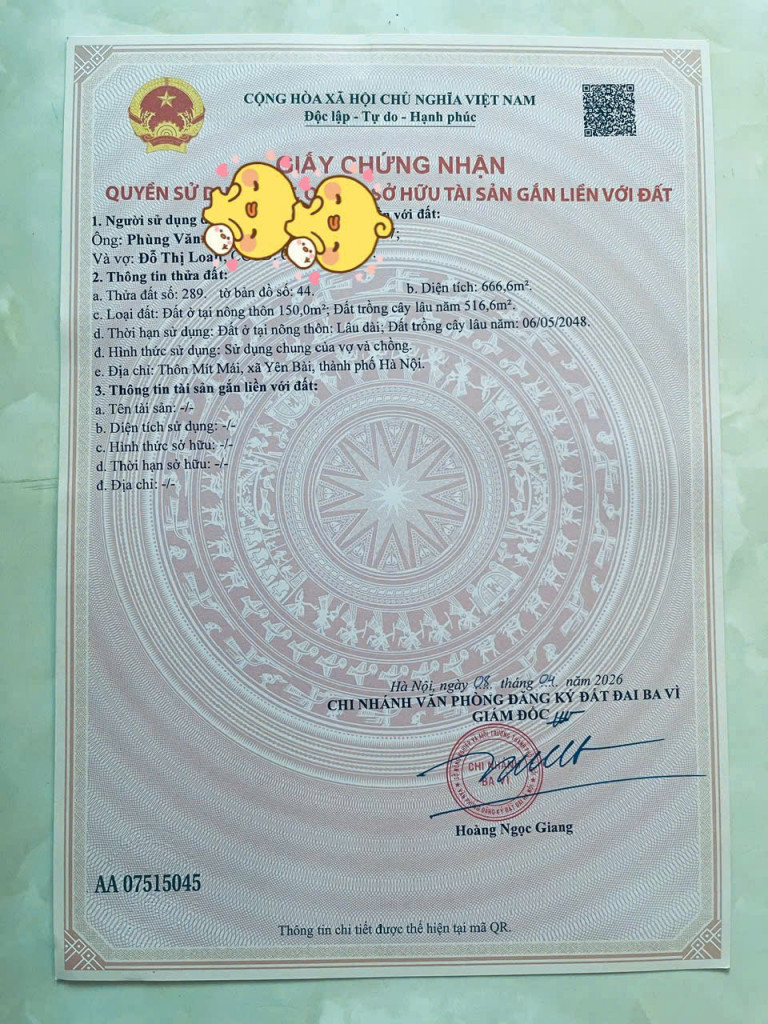 CỘNG HÒA XÃ HỘI CHỦ NGHĨA VIỆT NAM
Độc lập - Tự do - Hạnh phúc
GIẤY CHỨNG NHẬN
QUYỀN SỬ D SỞ HỮU TÀI SẢN GẮN LIỀN VỚI ĐẤT
1. Người sử dụng với đất:
Ông: Phùng Văn
Và vợ: Đỗ Thị Loan,
2. Thông tin thửa đất:
a. Thửa đất số: 289. tờ bản đồ số: 44. b. Diện tích: 666,6m².
c. Loại đất: Đất ở tại nông thôn 150,0m²; Đất trồng cây lâu năm 516,6m².
d. Thời hạn sử dụng: Đất ở tại nông thôn: Lâu dài; Đất trồng cây lâu năm: 06/05/2048.
đ. Hình thức sử dụng: Sử dụng chung của vợ và chồng.
e. Địa chỉ: Thôn Mít Mái, xã Yên Bài, thành phố Hà Nội.
3. Thông tin tài sản gắn liền với đất:
a. Tên tài sản: -/-
b. Diện tích sử dụng: -/-
c. Hình thức sở hữu: -/-
d. Thời hạn sở hữu: -/-
đ. Địa chỉ: -/-
Hà Nội, ngày 08 tháng 04 năm 2026
CHI NHÁNH VĂN PHÒNG ĐĂNG KÝ ĐẤT ĐAI BA VÌ
GIÁM ĐỐC
CHI NHÁNH
BA VÌ
Hoàng Ngọc Giang
AA 07515045
Thông tin chi tiết được thể hiện tại mã QR.